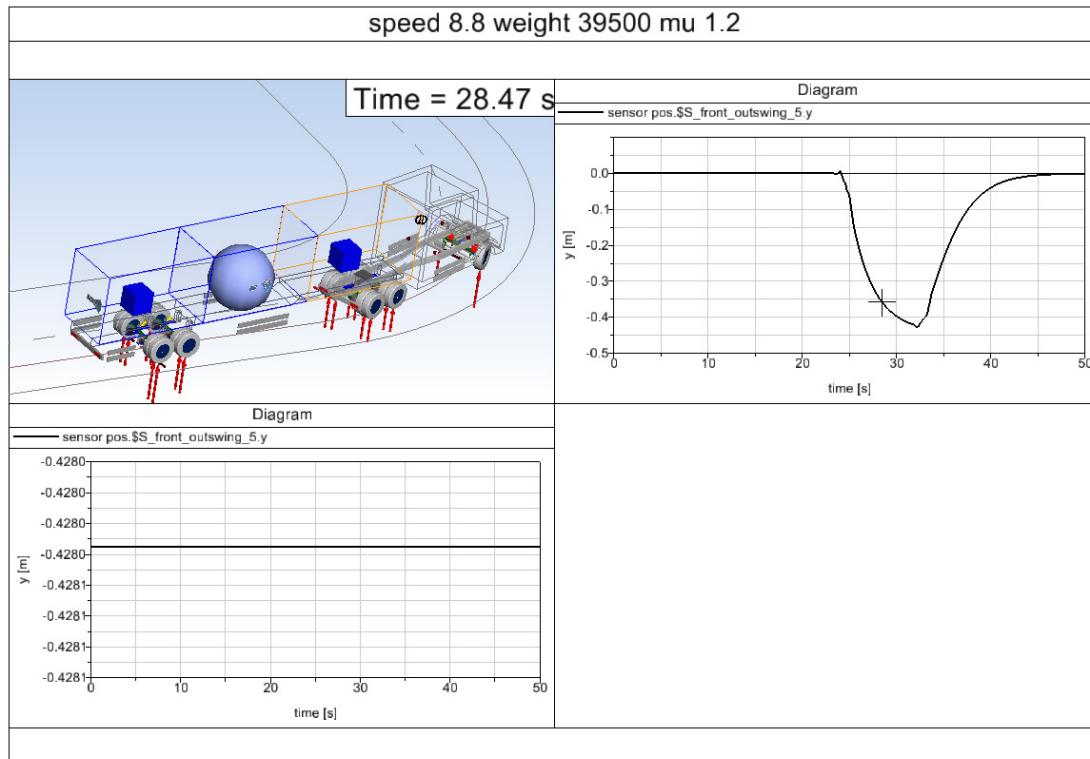 speed 8.8 weight 39500 mu 1.2
Time = 28.47 s
Diagram
sensor pos.$S_front_outswing_5.y
0.0
-0.1
-0.2
-0.3
-0.4
-0.5
y [m]
0 10 20 30 40 50
time [s]
Diagram
sensor pos.$S_front_outswing_5.y
-0.4280
-0.4280
-0.4280
-0.4280
-0.4281
-0.4281
-0.4281
-0.4281
y [m]
0 10 20 30 40 50
time [s]